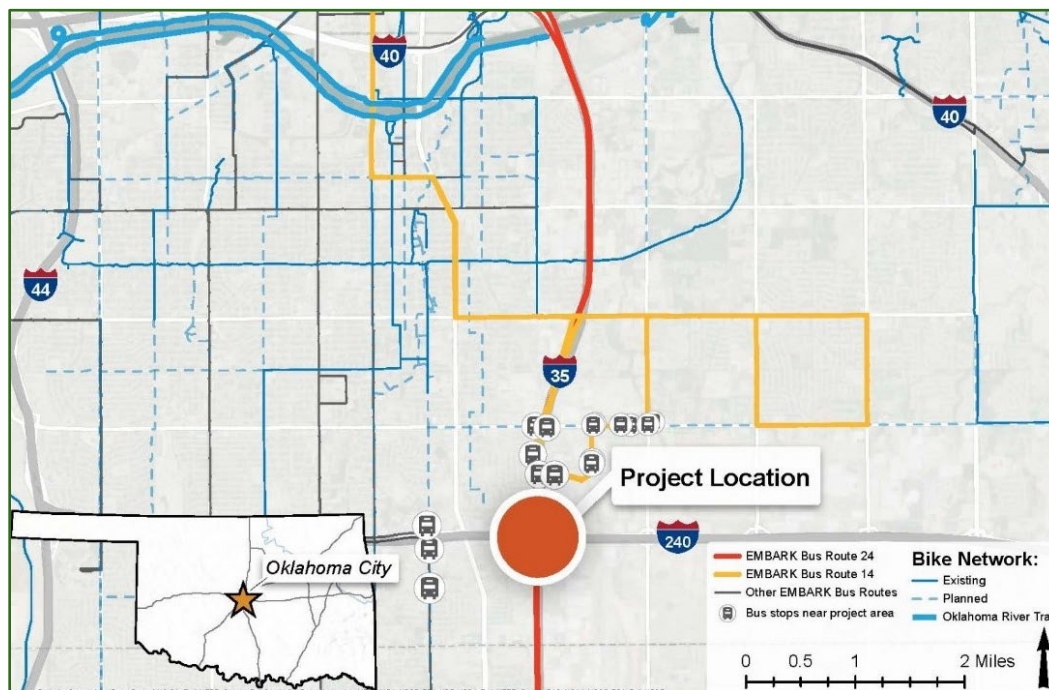 40
40
44
35
Project Location
240
Oklahoma City
EMBARK Bus Route 24
EMBARK Bus Route 14
Other EMBARK Bus Routes
Bus stops near project area
Bike Network:
Existing
Planned
Oklahoma River Tra
0 0.5 1 2 Miles